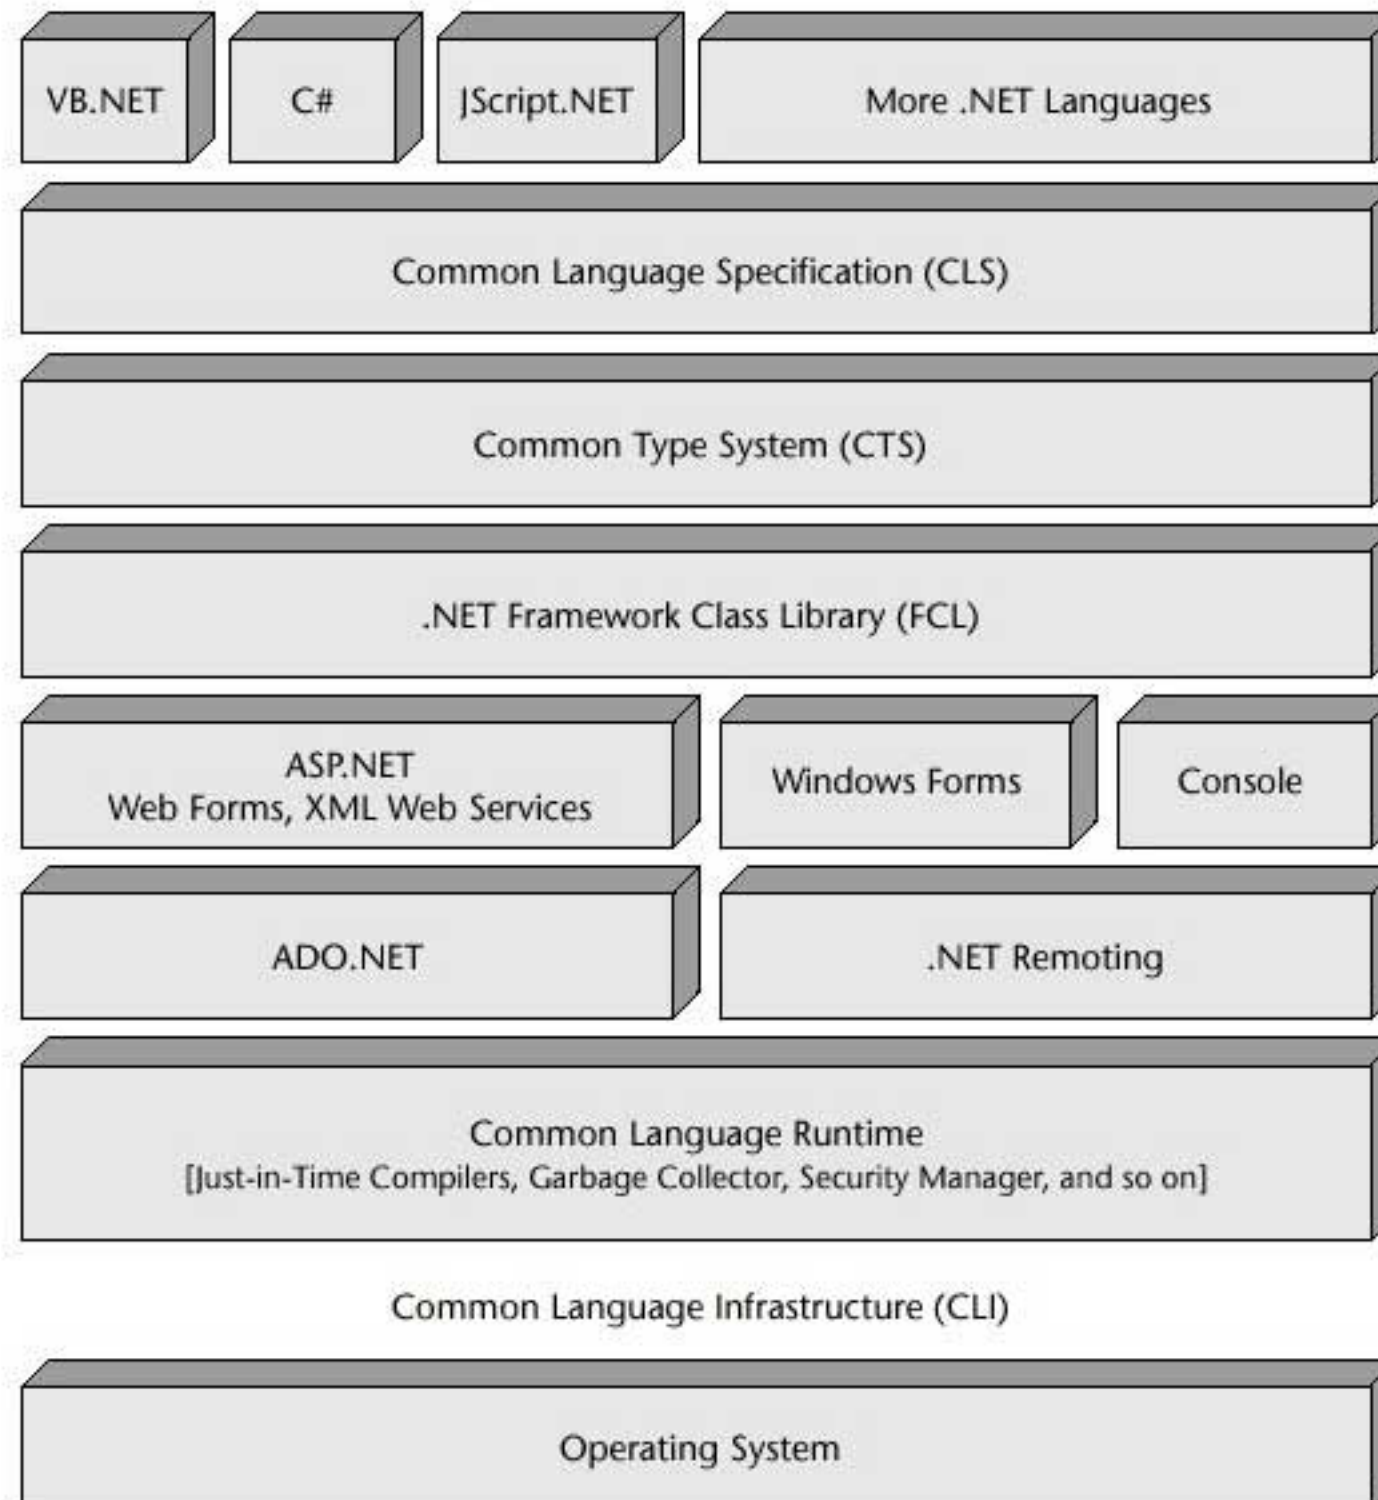 VB.NET
C#
JScript.NET
More .NET Languages
Common Language Specification (CLS)
Common Type System (CTS)
.NET Framework Class Library (FCL)
ASP.NET
Web Forms, XML Web Services
Windows Forms
Console
ADO.NET
.NET Remoting
Common Language Runtime
[Just-in-Time Compilers, Garbage Collector, Security Manager, and so on]
Common Language Infrastructure (CLI)
Operating System